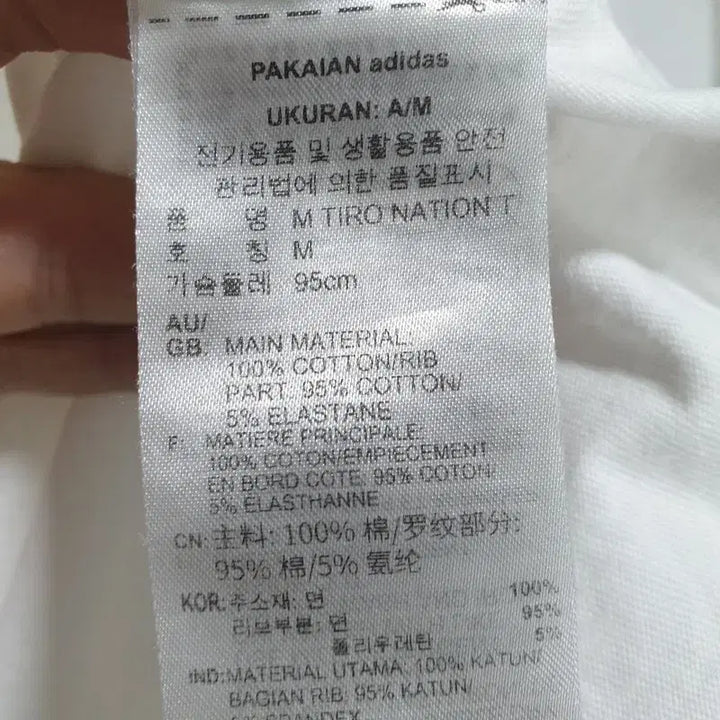 PAKAIAN adidas
UKURAN: A/M
전기용품 및 생활용품 안전
관리법에 의한 품질표시
품 명 M TIRO NATION T
호 칭 M
가슴둘레 95cm
AU/
GB: MAIN MATERIAL:
100% COTTON/RIB
PART: 95% COTTON/
5% ELASTANE
F: MATIERE PRINCIPALE:
100% COTON/EMPIECEMENT
EN BORD COTE: 95% COTON/
5% ELASTHANNE
CN: 主料: 100% 棉/罗纹部分:
95% 棉/5% 氨纶
KOR: 주소재: 면 100%
리브부분: 면 95%
폴리우레탄 5%
IND: MATERIAL UTAMA: 100% KATUN/
BAGIAN RIB: 95% KATUN/